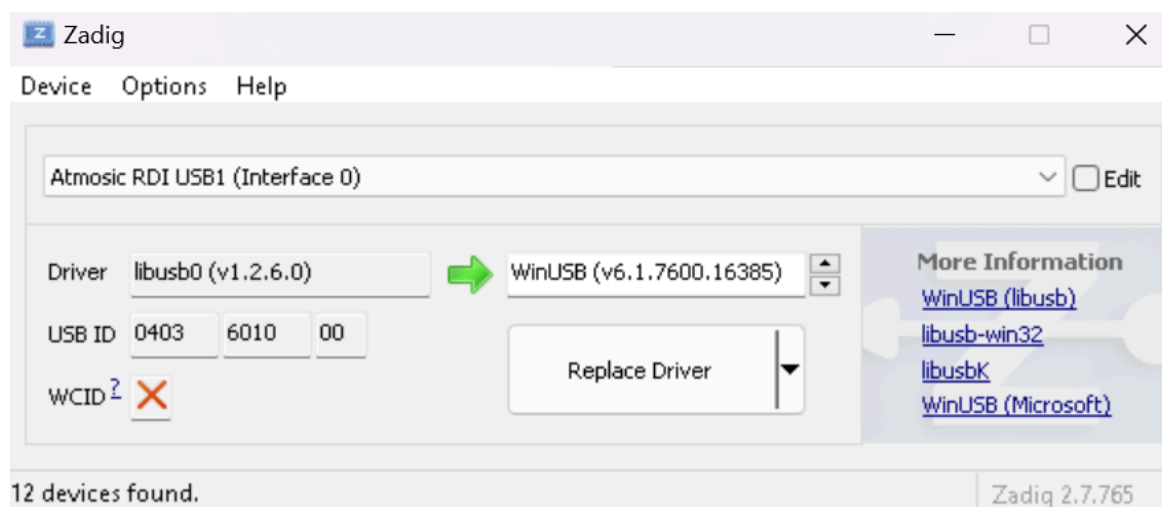 Zadig
Device Options Help
Atmosic RDI USB1 (Interface 0)
Edit
Driver libusb0 (v1.2.6.0) WinUSB (v6.1.7600.16385)
USB ID 0403 6010 00
WCID ?
Replace Driver
More Information
WinUSB (libusb)
libusb-win32
libusbK
WinUSB (Microsoft)
12 devices found.
Zadig 2.7.765